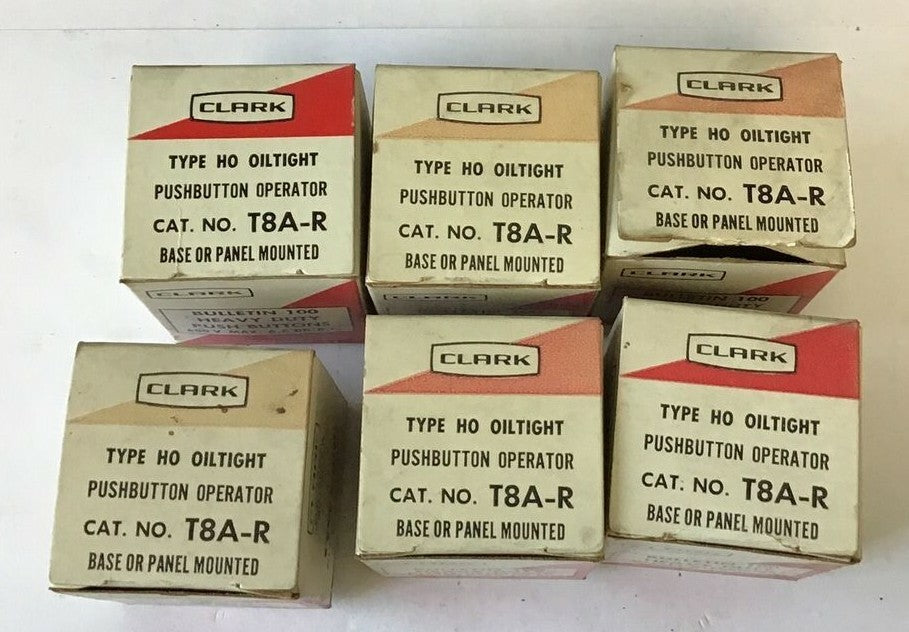 CLARK
TYPE HO OILTIGHT
PUSHBUTTON OPERATOR
CAT. NO. T8A-R
BASE OR PANEL MOUNTED
CLARK
BULLETIN 100
HEAVY DUTY
PUSH BUTTONS
CLARK
TYPE HO OILTIGHT
PUSHBUTTON OPERATOR
CAT. NO. T8A-R
BASE OR PANEL MOUNTED
CLARK
CLARK
TYPE HO OILTIGHT
PUSHBUTTON OPERATOR
CAT. NO. T8A-R
BASE OR PANEL MOUNTED
CLARK
BULLETIN 100
DUTY
CLARK
TYPE HO OILTIGHT
PUSHBUTTON OPERATOR
CAT. NO. T8A-R
BASE OR PANEL MOUNTED
CLARK
TYPE HO OILTIGHT
PUSHBUTTON OPERATOR
CAT. NO. T8A-R
BASE OR PANEL MOUNTED
CLARK
TYPE HO OILTIGHT
PUSHBUTTON OPERATOR
CAT. NO. T8A-R
BASE OR PANEL MOUNTED